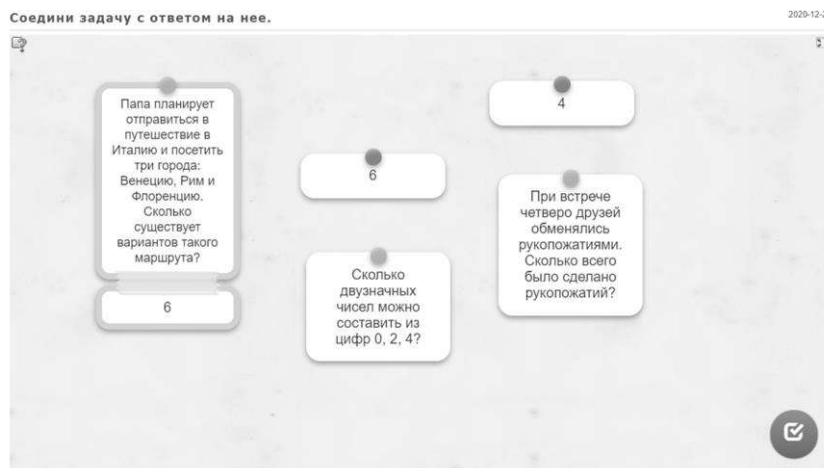 Соедини задачу с ответом на нее.
Папа планирует
отправиться в
путешествие в
Италию и посетить
три города:
Венецию, Рим и
Флоренцию.
Сколько
существует
вариантов такого
маршрута?
6
6
Сколько
двузначных
чисел можно
составить из
цифр 0, 2, 4?
4
При встрече
четверо друзей
обменялись
рукопожатиями.
Сколько всего
было сделано
рукопожатий?